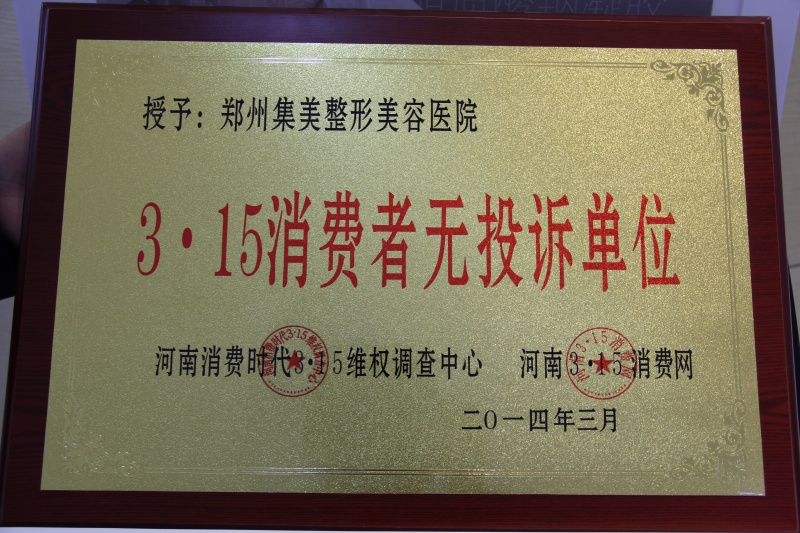 授予：郑州集美整形美容医院
3·15消费者无投诉单位
河南消费时代3·15维权调查中心　河南3·15消费网
二〇一四年三月